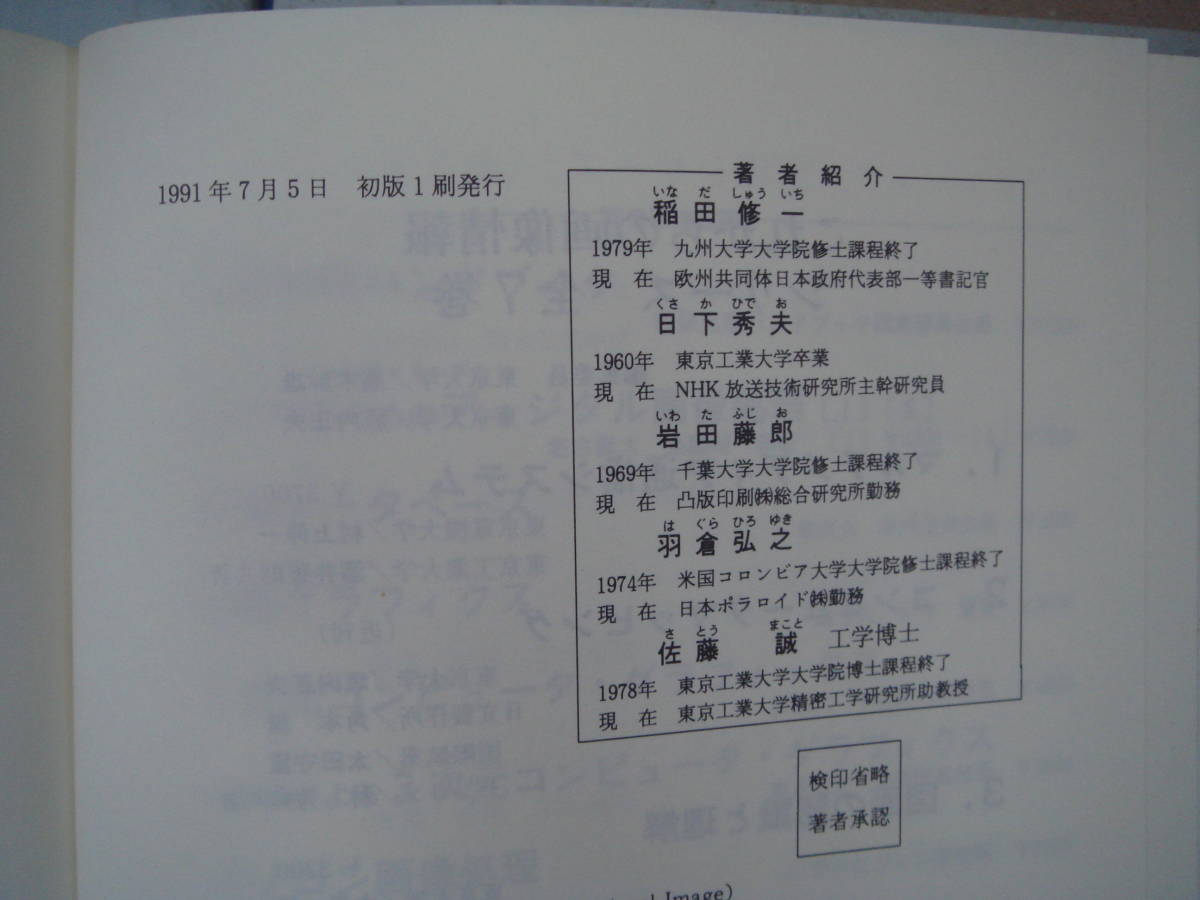 1991年7月5日　初版1刷発行
著者紹介
いな だ しゅう いち
稲田修一
1979年　九州大学大学院修士課程終了
現　在　欧州共同体日本政府代表部一等書記官
くさ か ひで お
日下秀夫
1960年　東京工業大学卒業
現　在　NHK放送技術研究所主幹研究員
いわ た ふじ お
岩田藤郎
1969年　千葉大学大学院修士課程終了
現　在　凸版印刷㈱総合研究所勤務
は ぐら ひろ ゆき
羽倉弘之
1974年　米国コロンビア大学大学院修士課程終了
現　在　日本ポラロイド㈱勤務
さ とう まこと
佐藤　誠　工学博士
1978年　東京工業大学大学院博士課程終了
現　在　東京工業大学精密工学研究所助教授
検印省略
著者承認
Image)